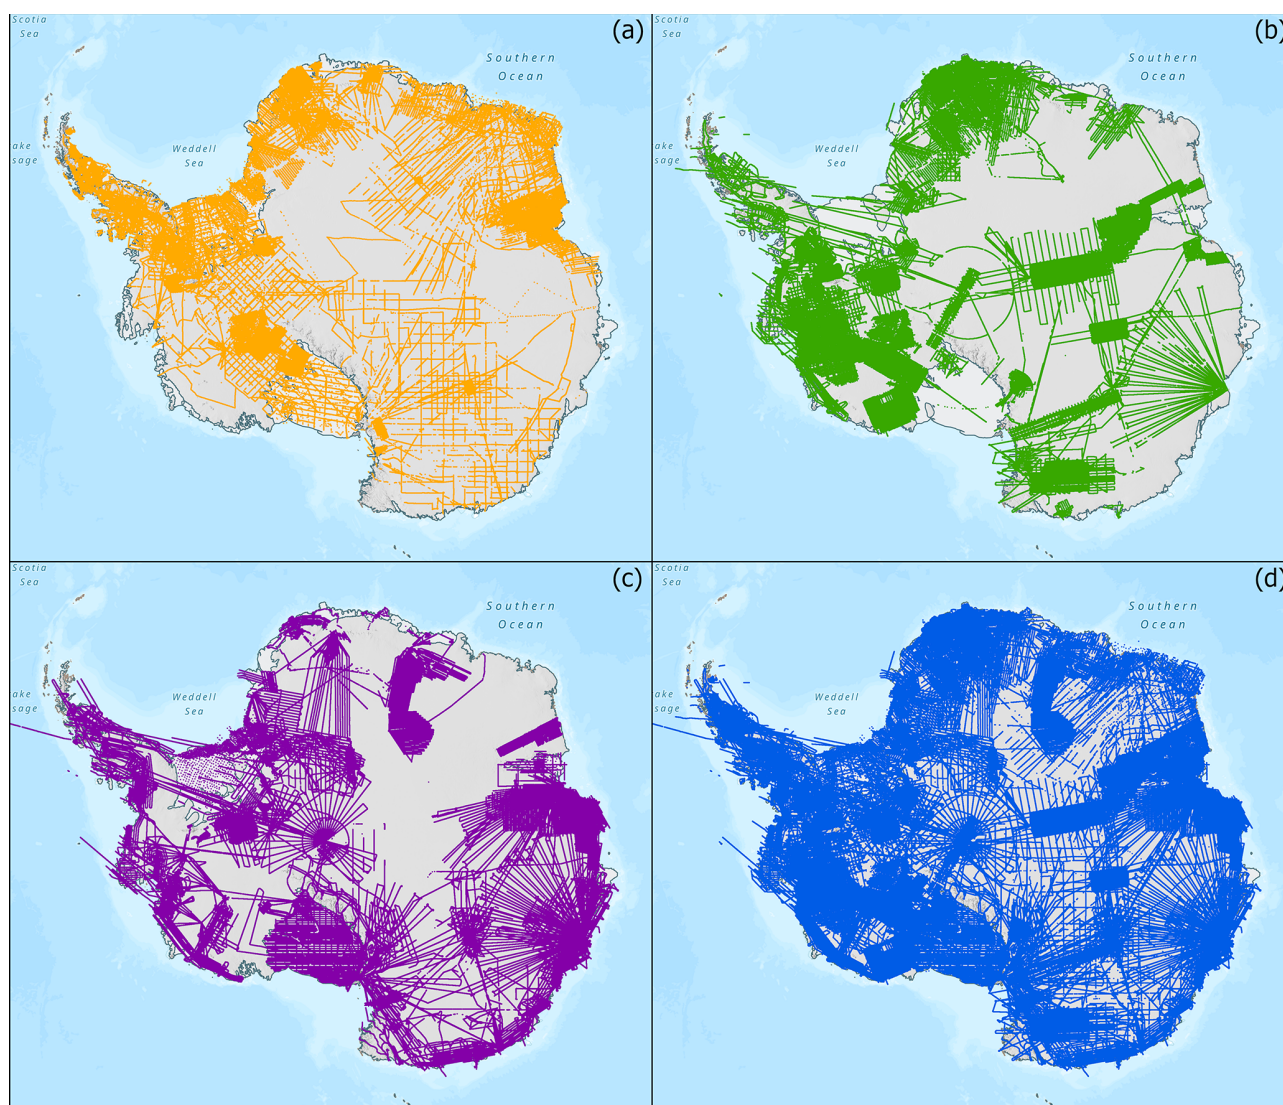 Scotia
Sea
(a)
Southern
Ocean
Weddell
Sea
ake
sage
Scotia
Sea
(b)
Southern
Ocean
Weddell
Sea
ake
sage
Scotia
Sea
(c)
Southern
Ocean
Weddell
Sea
ake
sage
Scotia
Sea
(d)
Southern
Ocean
Weddell
Sea
ake
sage